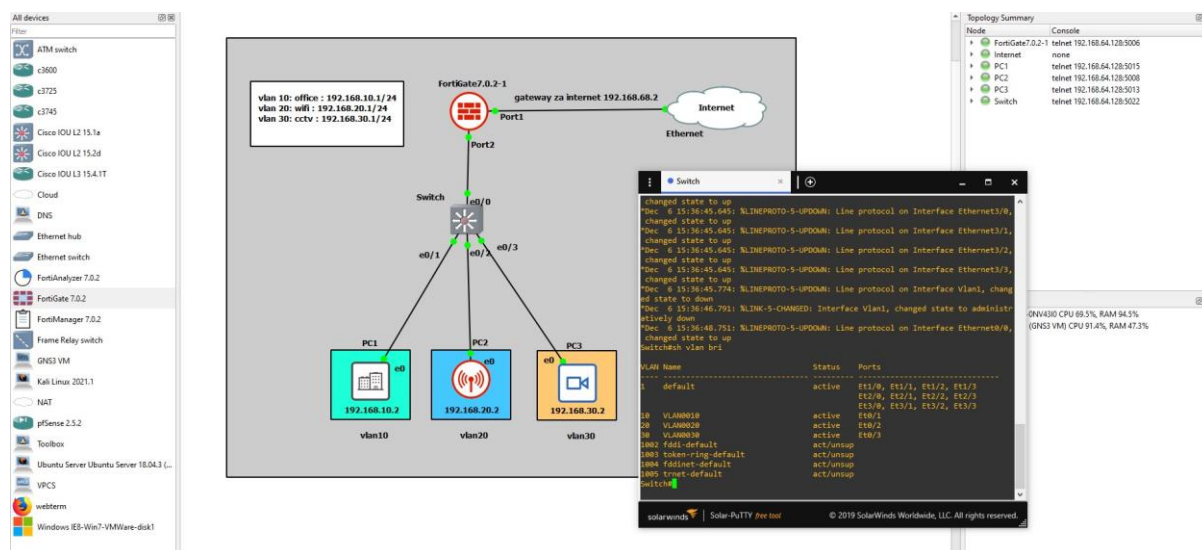 All devices
Filter
ATM switch
c3600
c3725
c3745
Cisco IOU L2 15.1a
Cisco IOU L2 15.2d
Cisco IOU L3 15.4.1T
Cloud
DNS
Ethernet hub
Ethernet switch
FortiAnalyzer 7.0.2
FortiGate 7.0.2
FortiManager 7.0.2
Frame Relay switch
GNS3 VM
Kali Linux 2021.1
NAT
pfSense 2.5.2
Toolbox
Ubuntu Server Ubuntu Server 18.04.3 (...
VPCS
webterm
Windows IE8-Win7-VMWare-disk1
vlan 10: office : 192.168.10.1/24
vlan 20: wifi : 192.168.20.1/24
vlan 30: cctv : 192.168.30.1/24
FortiGate7.0.2-1
gateway za internet 192.168.68.2
Port1
Internet
Ethernet
Port2
Switch
e0/0
e0/1
e0/2
e0/3
PC1
e0
192.168.10.2
vlan10
PC2
e0
192.168.20.2
vlan20
PC3
e0
192.168.30.2
vlan30
Switch
changed state to up
*Dec 6 15:36:45.645: %LINEPROTO-5-UPDOWN: Line protocol on Interface Ethernet3/0,
changed state to up
*Dec 6 15:36:45.645: %LINEPROTO-5-UPDOWN: Line protocol on Interface Ethernet3/1,
changed state to up
*Dec 6 15:36:45.645: %LINEPROTO-5-UPDOWN: Line protocol on Interface Ethernet3/2,
changed state to up
*Dec 6 15:36:45.645: %LINEPROTO-5-UPDOWN: Line protocol on Interface Ethernet3/3,
changed state to up
*Dec 6 15:36:45.774: %LINEPROTO-5-UPDOWN: Line protocol on Interface Vlan1, chang
ed state to down
*Dec 6 15:36:46.791: %LINK-5-CHANGED: Interface Vlan1, changed state to administr
atively down
*Dec 6 15:36:48.751: %LINEPROTO-5-UPDOWN: Line protocol on Interface Ethernet0/0,
changed state to up
Switch#sh vlan bri
VLAN Name Status Ports
1 default active Et1/0, Et1/1, Et1/2, Et1/3
Et2/0, Et2/1, Et2/2, Et2/3
Et3/0, Et3/1, Et3/2, Et3/3
10 VLAN0010 active Et0/1
20 VLAN0020 active Et0/2
30 VLAN0030 active Et0/3
1002 fddi-default act/unsup
1003 token-ring-default act/unsup
1004 fddinet-default act/unsup
1005 trnet-default act/unsup
Switch#
solarwinds Solar-PuTTY free tool © 2019 SolarWinds Worldwide, LLC. All rights reserved.
Topology Summary
Node Console
FortiGate7.0.2-1 telnet 192.168.64.128:5006
Internet none
PC1 telnet 192.168.64.128:5015
PC2 telnet 192.168.64.128:5008
PC3 telnet 192.168.64.128:5013
Switch telnet 192.168.64.128:5022
CPU 69.5%, RAM 94.5%
(GNS3 VM) CPU 91.4%, RAM 47.3%